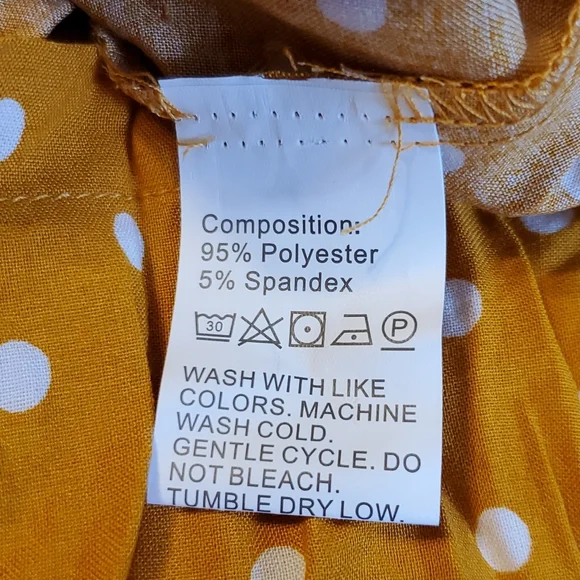 Composition:
95% Polyester
5% Spandex
30 P
WASH WITH LIKE
COLORS. MACHINE
WASH COLD.
GENTLE CYCLE. DO
NOT BLEACH.
TUMBLE DRY LOW.